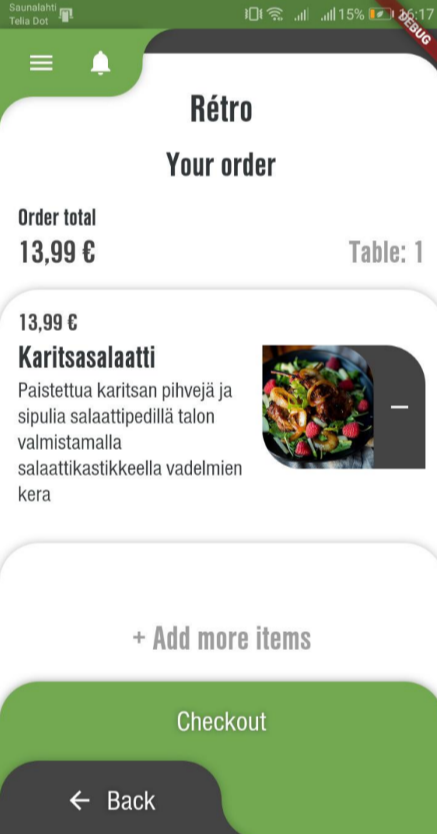 Saunalahti
Telia Dot
15% 16:17
DEBUG
Rétro
Your order
Order total
13,99 €
Table: 1
13,99 €
Karitsasalaatti
Paistettua karitsan pihvejä ja
sipulia salaattipedillä talon
valmistamalla
salaattikastikkeella vadelmien
kera
+ Add more items
Checkout
← Back